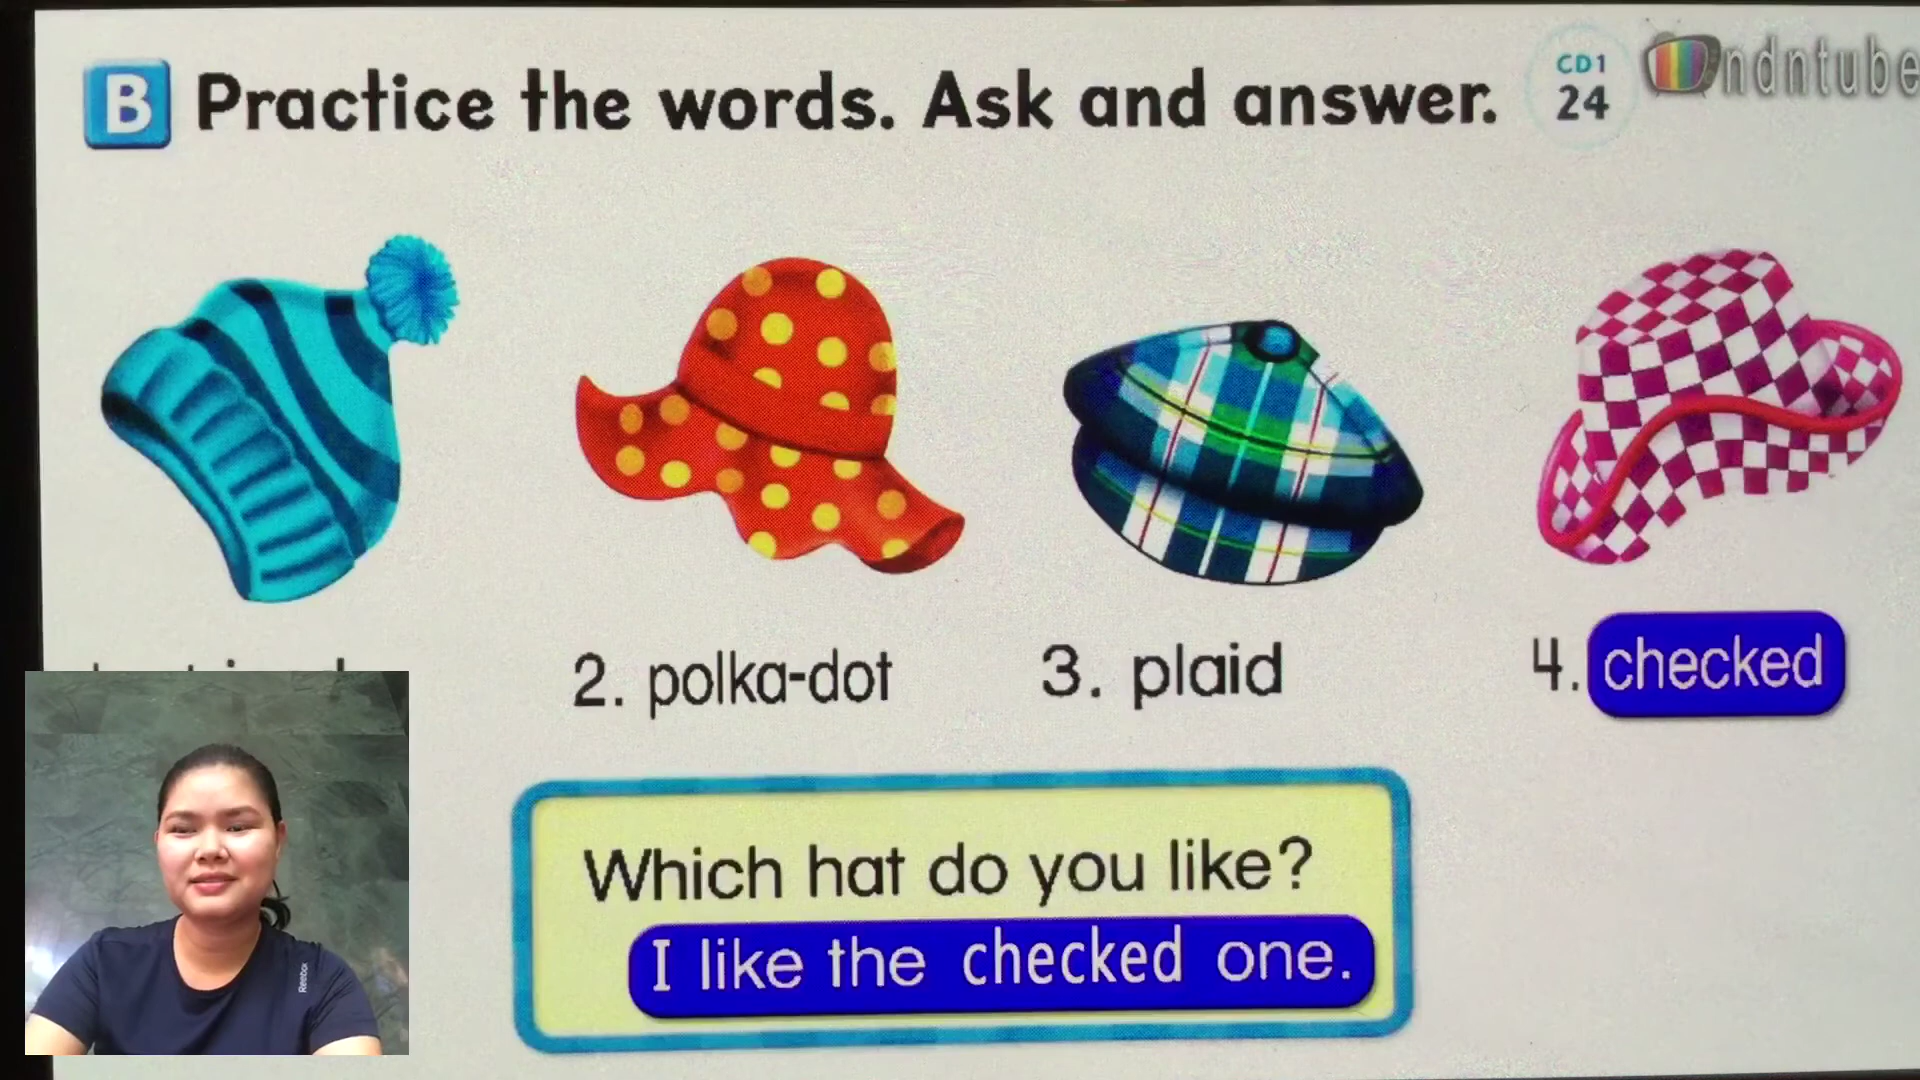 B Practice the words. Ask and answer.
CD1
24
ndntube
2. polka-dot
3. plaid
4. checked
Which hat do you like?
I like the checked one.
Reebok